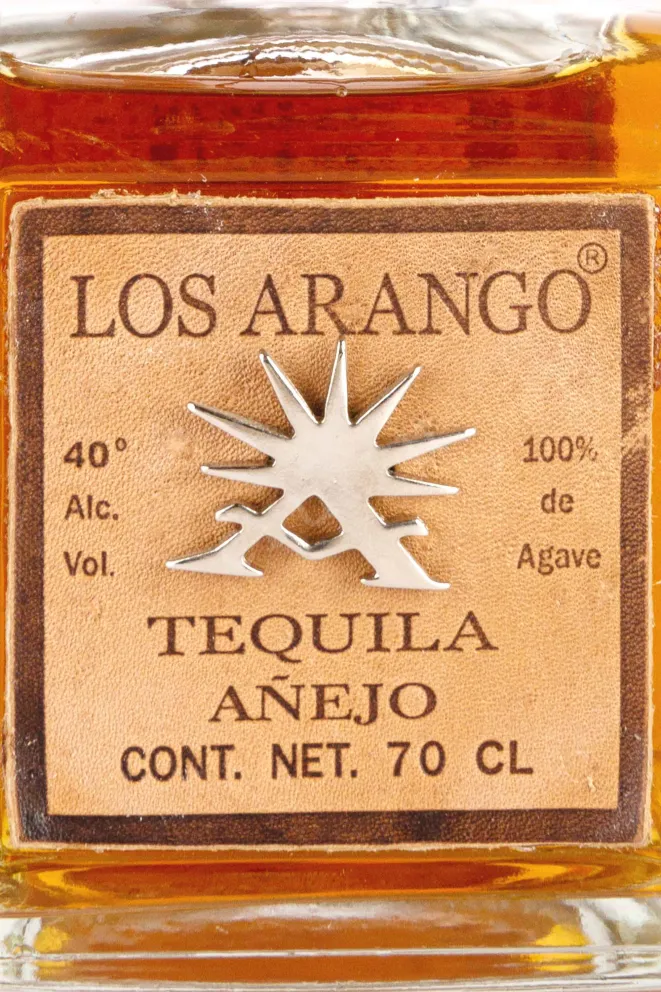 LOS ARANGO®
40° 100%
Alc. de
Vol. Agave
TEQUILA
AÑEJO
CONT. NET. 70 CL